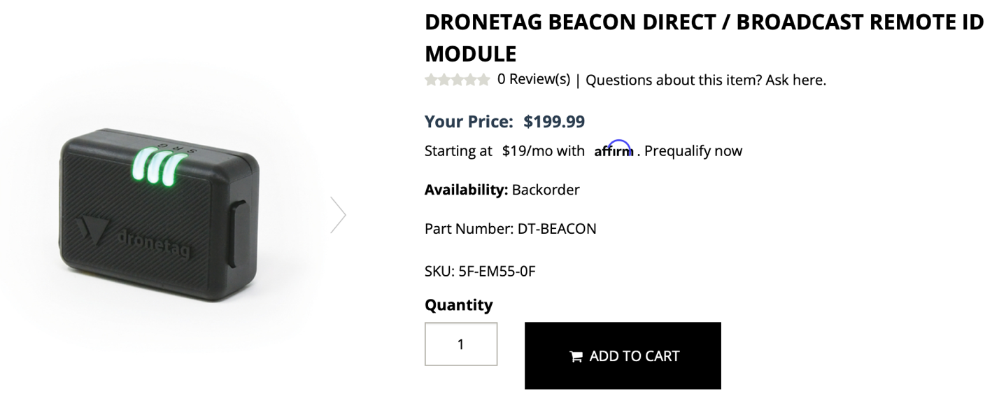 DRONETAG BEACON DIRECT / BROADCAST REMOTE ID
MODULE
0 Review(s) | Questions about this item? Ask here.
Your Price: $199.99
Starting at $19/mo with affirm . Prequalify now
Availability: Backorder
Part Number: DT-BEACON
SKU: 5F-EM55-0F
Quantity
1
ADD TO CART
S R G
dronetag